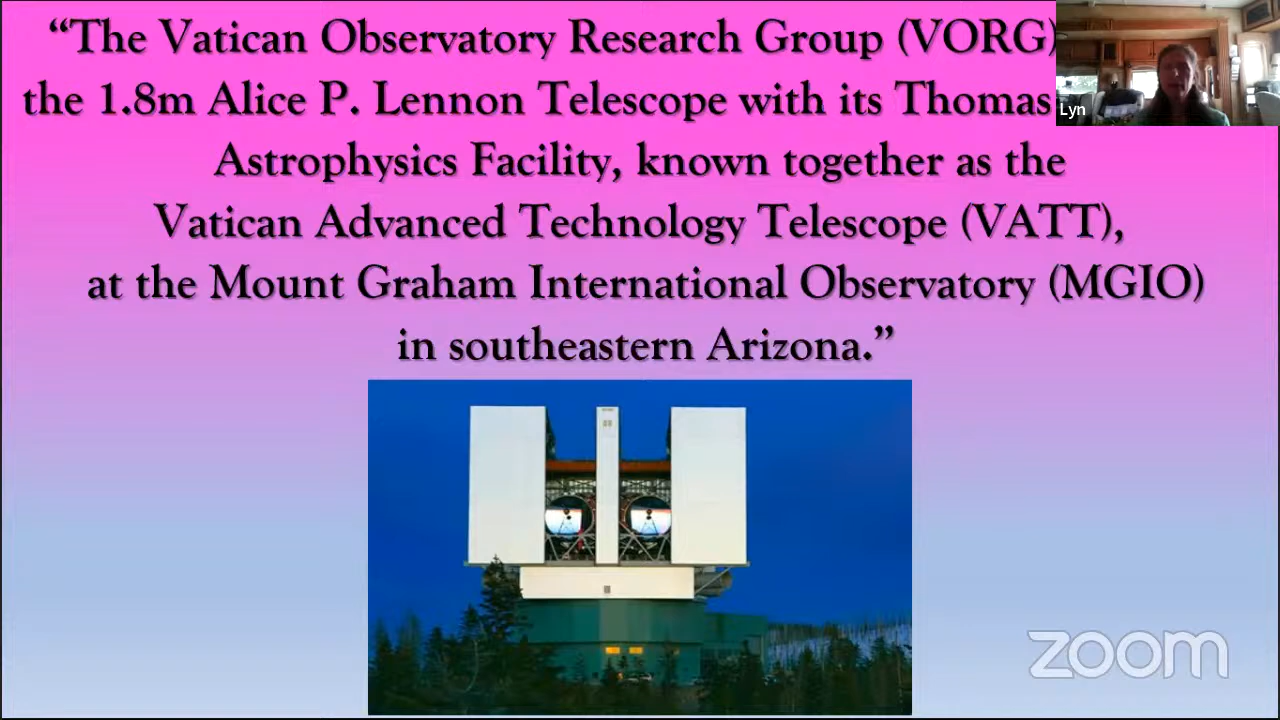 “The Vatican Observatory Research Group (VORG)
the 1.8m Alice P. Lennon Telescope with its Thomas
Astrophysics Facility, known together as the
Vatican Advanced Technology Telescope (VATT),
at the Mount Graham International Observatory (MGIO)
in southeastern Arizona.”
Lyn
zoom